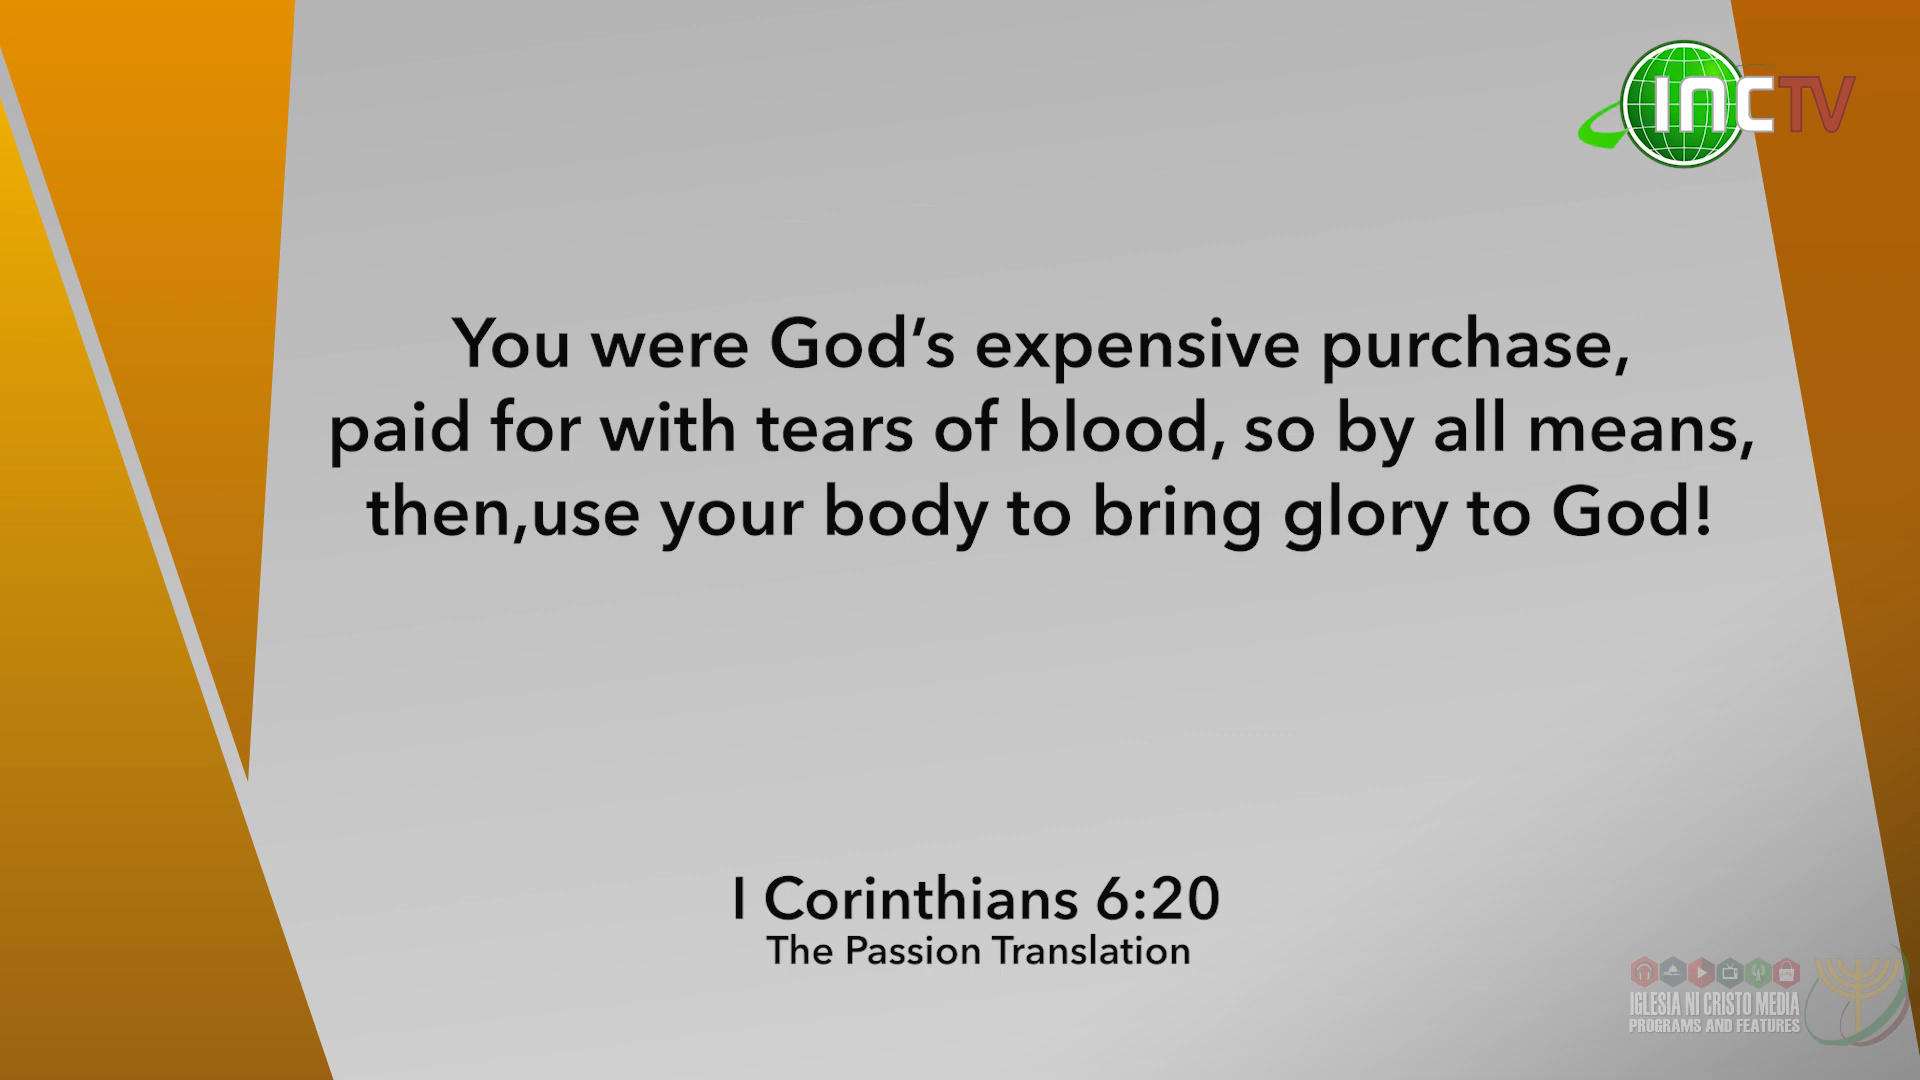 INCTV
You were God’s expensive purchase,
paid for with tears of blood, so by all means,
then,use your body to bring glory to God!
I Corinthians 6:20
The Passion Translation
IGLESIA NI CRISTO MEDIA
PROGRAMS AND FEATURES